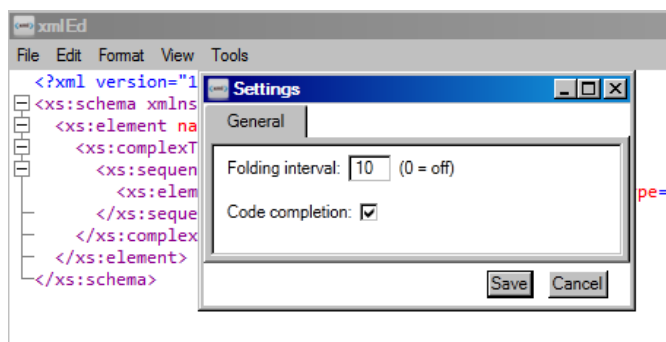 xmlEd
File Edit Format View Tools
<?xml version="1
<xs:schema xmlns
<xs:element na
<xs:complexT
<xs:sequen
<xs:elem pe=
</xs:seque
</xs:complex
</xs:element>
</xs:schema>
Settings
General
Folding interval: 10 (0 = off)
Code completion:
Save Cancel